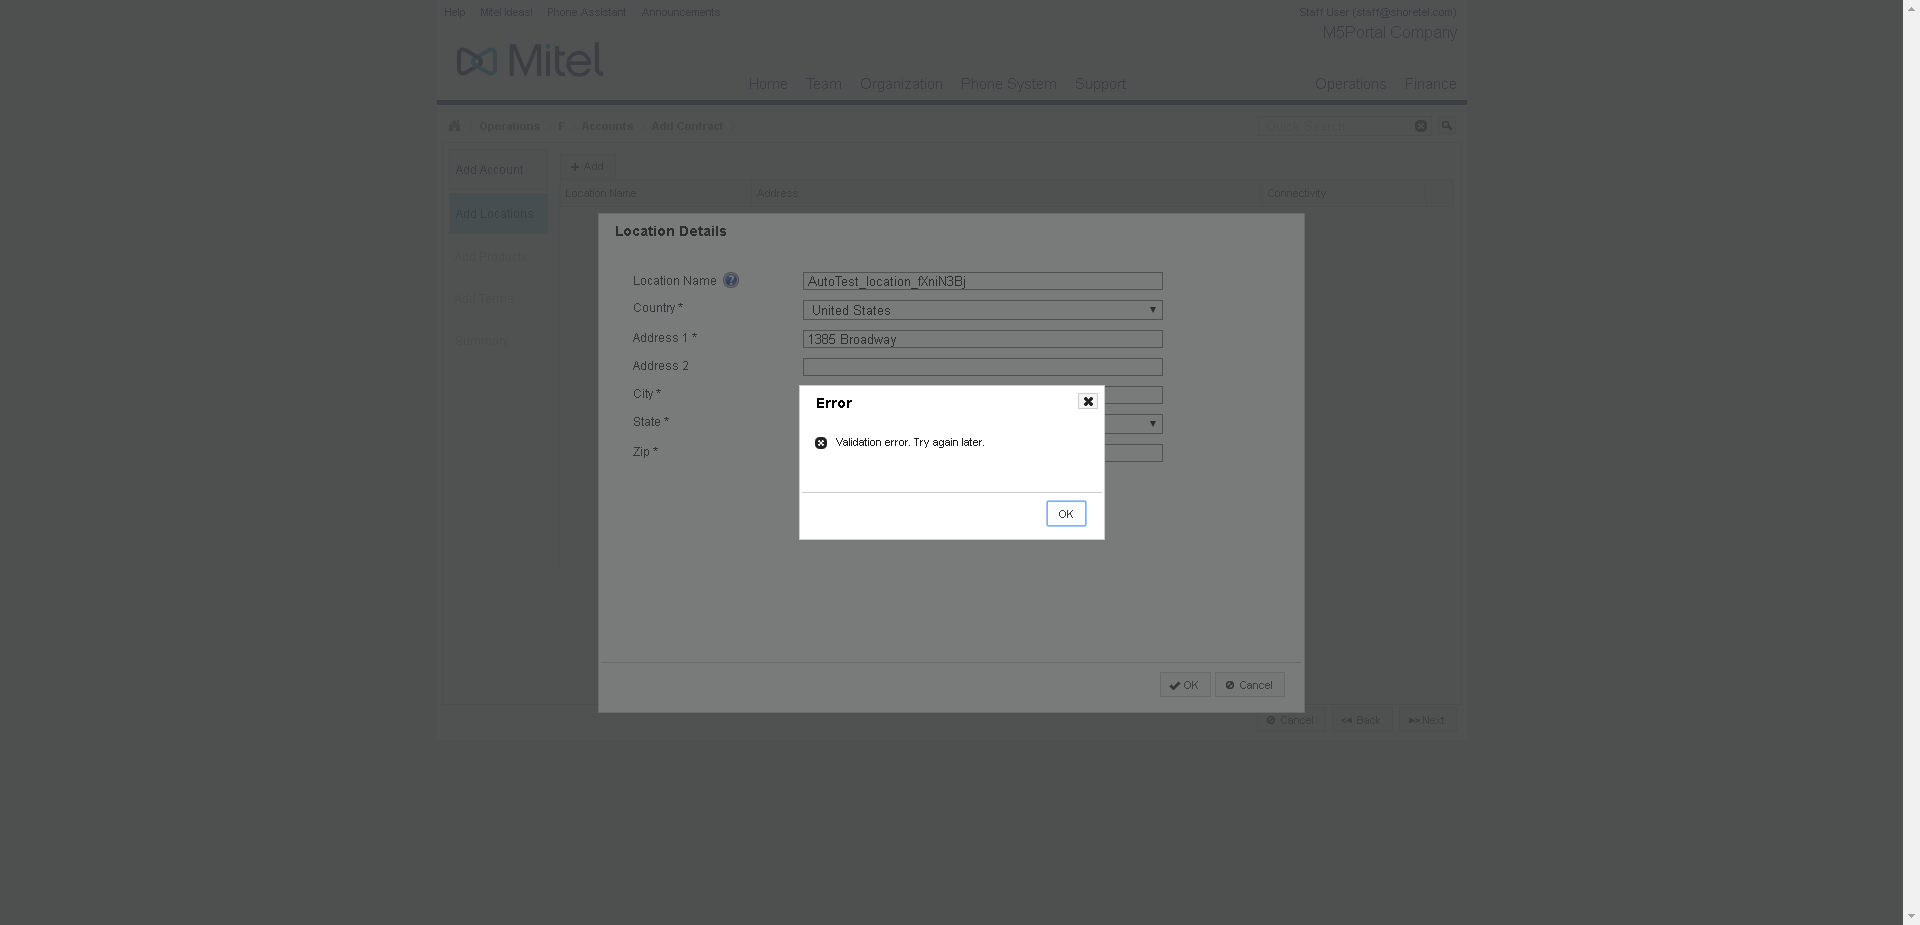 Help Mitel Ideas! Phone Assistant Announcements
Staff User (staff@shoretel.com)
M5Portal Company
Mitel
Home Team Organization Phone System Support
Operations Finance
Operations Accounts Add Contract
Quick Search
Add Account
Add Locations
Add Products
Add Terms
Summary
Add
Location Name Address Connectivity
Location Details
Location Name ? AutoTest_location_fXniN3Bj
Country * United States
Address 1 * 1385 Broadway
Address 2
City *
State *
Zip *
Error
Validation error. Try again later.
OK
OK Cancel
Cancel Back Next